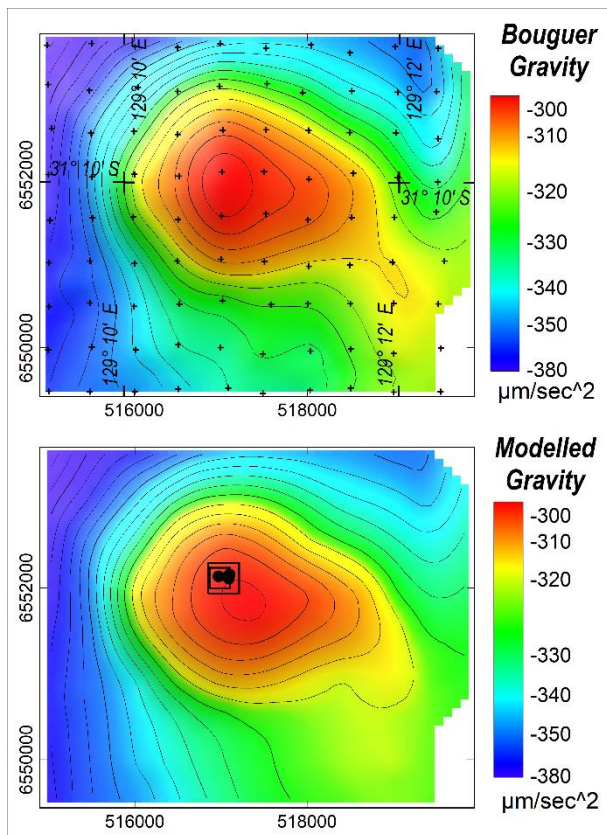 Bouguer
Gravity
129° 10' E
129° 12' E
31° 10' S
31° 10' S
129° 10' E
129° 12' E
6552000
6550000
516000
518000
-300
-310
-320
-330
-340
-350
-380
µm/sec^2
Modelled
Gravity
6552000
6550000
516000
518000
-300
-310
-320
-330
-340
-350
-380
µm/sec^2